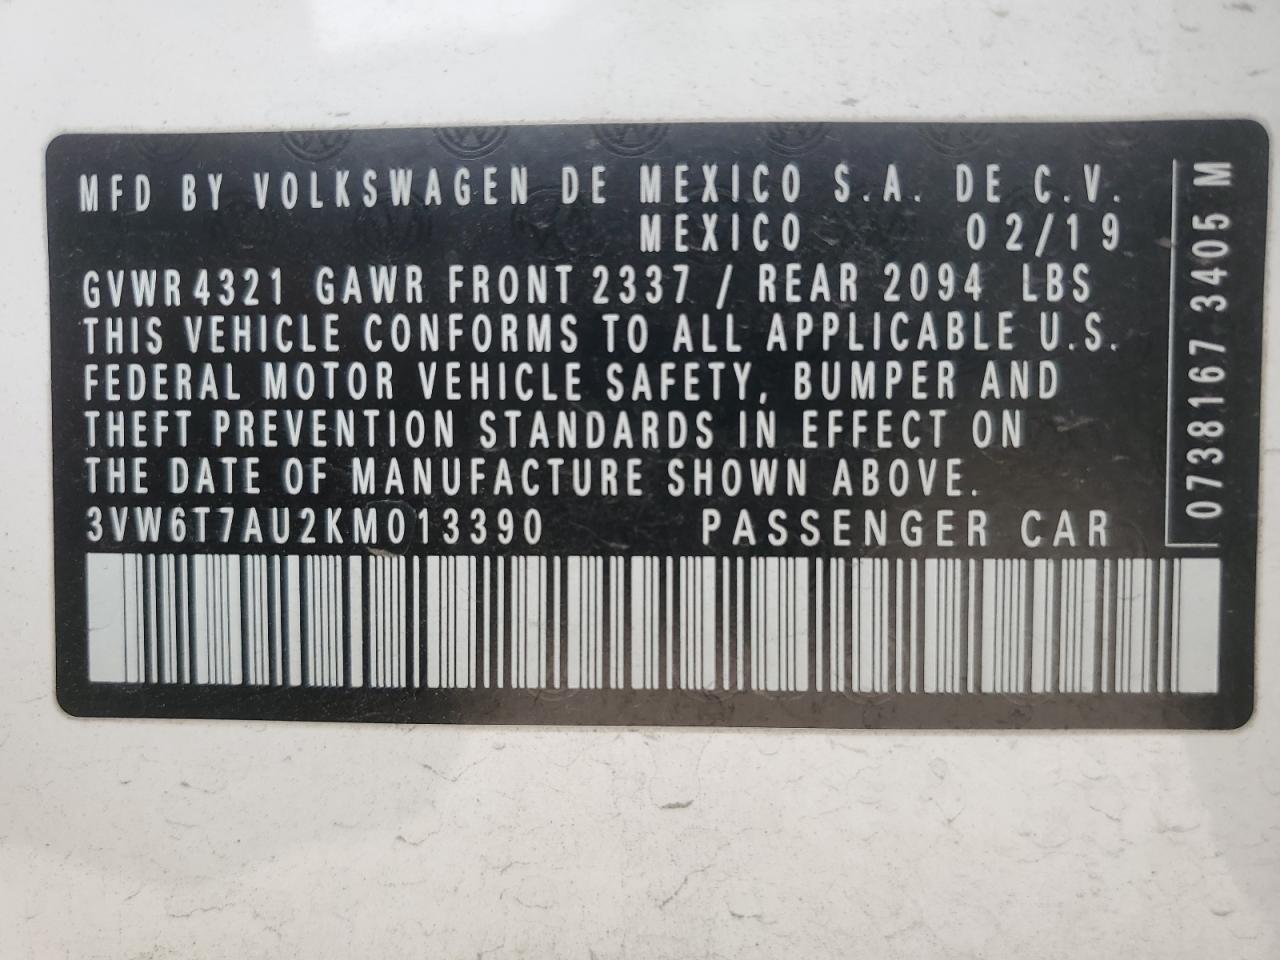 MFD BY VOLKSWAGEN DE MEXICO S.A. DE C.V.
MEXICO 02/19
GVWR 4321 GAWR FRONT 2337 / REAR 2094 LBS
THIS VEHICLE CONFORMS TO ALL APPLICABLE U.S.
FEDERAL MOTOR VEHICLE SAFETY, BUMPER AND
THEFT PREVENTION STANDARDS IN EFFECT ON
THE DATE OF MANUFACTURE SHOWN ABOVE.
3VW6T7AU2KM013390 PASSENGER CAR
0738167 3405 M